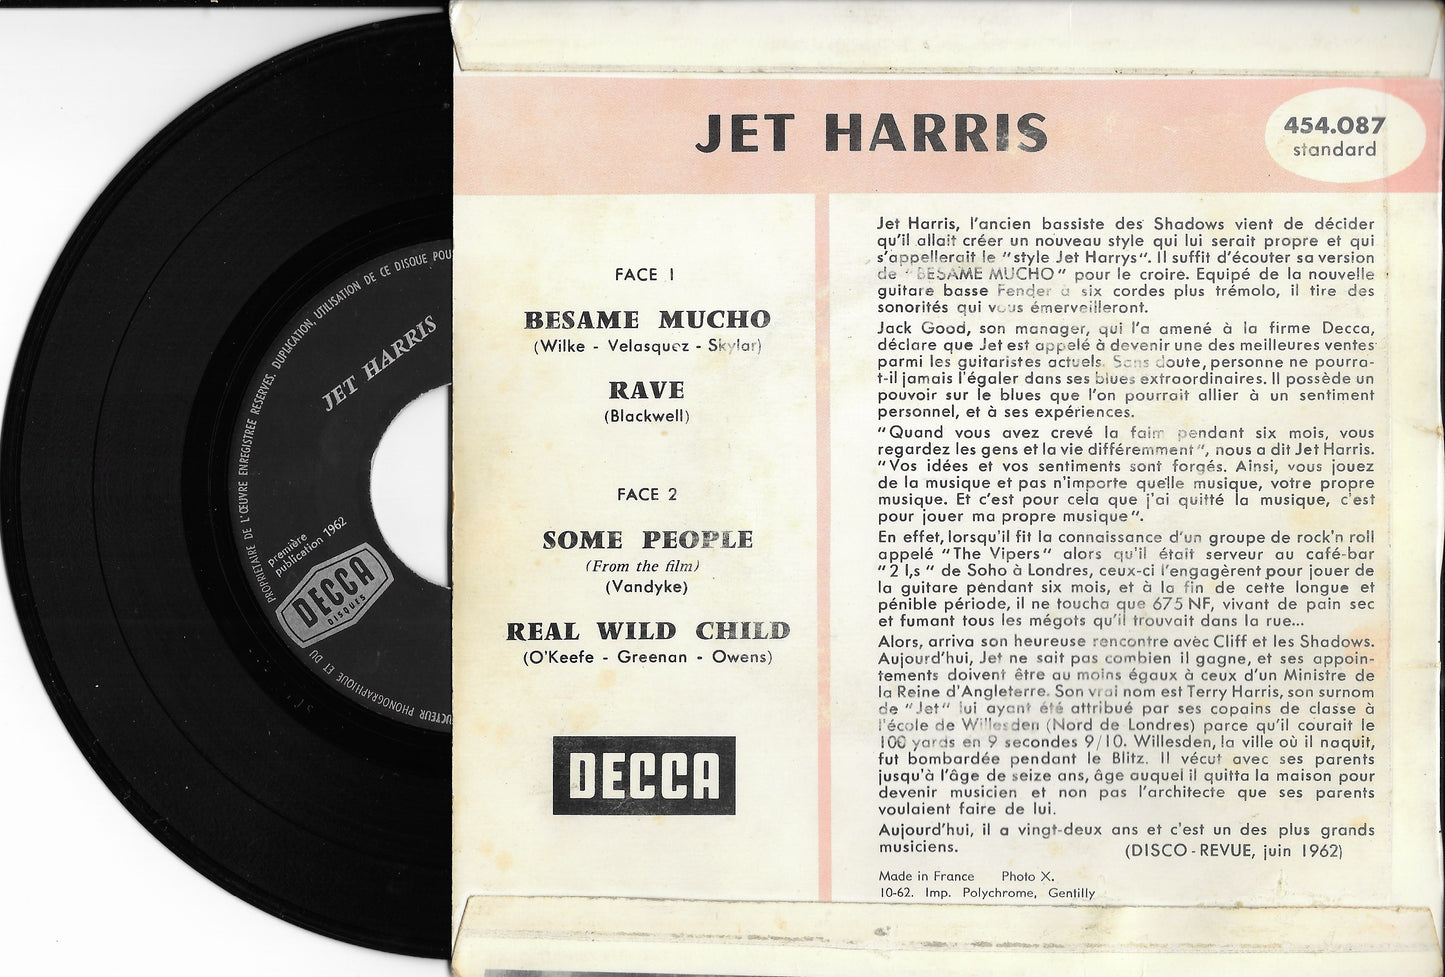 JET HARRIS
454.087
standard
FACE 1
BESAME MUCHO
(Wilke - Velasquez - Skylar)
RAVE
(Blackwell)
FACE 2
SOME PEOPLE
(From the film)
(Vandyke)
REAL WILD CHILD
(O'Keefe - Greenan - Owens)
DECCA
Jet Harris, l'ancien bassiste des Shadows vient de décider
qu'il allait créer un nouveau style qui lui serait propre et qui
s'appellerait le "style Jet Harrys". Il suffit d'écouter sa version
de "BESAME MUCHO" pour le croire. Equipé de la nouvelle
guitare basse Fender à six cordes plus trémolo, il tire des
sonorités qui vous émerveilleront.
Jack Good, son manager, qui l'a amené à la firme Decca,
déclare que Jet est appelé à devenir une des meilleures ventes
parmi les guitaristes actuels. Sans doute, personne ne pourra-
t-il jamais l'égaler dans ses blues extraordinaires. Il possède un
pouvoir sur le blues que l'on pourrait allier à un sentiment
personnel, et à ses expériences.
"Quand vous avez crevé la faim pendant six mois, vous
regardez les gens et la vie différemment", nous a dit Jet Harris.
"Vos idées et vos sentiments sont forgés. Ainsi, vous jouez
de la musique et pas n'importe quelle musique, votre propre
musique. Et c'est pour cela que j'ai quitté la musique, c'est
pour jouer ma propre musique".
En effet, lorsqu'il fit la connaissance d'un groupe de rock'n roll
appelé "The Vipers" alors qu'il était serveur au café-bar
"2 I,s" de Soho à Londres, ceux-ci l'engagèrent pour jouer de
la guitare pendant six mois, et à la fin de cette longue et
pénible période, il ne toucha que 675 NF, vivant de pain sec
et fumant tous les mégots qu'il trouvait dans la rue...
Alors, arriva son heureuse rencontre avec Cliff et les Shadows.
Aujourd'hui, Jet ne sait pas combien il gagne, et ses appoin-
tements doivent être au moins égaux à ceux d'un Ministre de
la Reine d'Angleterre. Son vrai nom est Terry Harris, son surnom
de "Jet" lui ayant été attribué par ses copains de classe à
l'école de Willesden (Nord de Londres) parce qu'il courait le
100 yards en 9 secondes 9/10. Willesden, la ville où il naquit,
fut bombardée pendant le Blitz. Il vécut avec ses parents
jusqu'à l'âge de seize ans, âge auquel il quitta la maison pour
devenir musicien et non pas l'architecte que ses parents
voulaient faire de lui.
Aujourd'hui, il a vingt-deux ans et c'est un des plus grands
musiciens.
(DISCO-REVUE, juin 1962)
Made in France Photo X.
10-62. Imp. Polychrome, Gentilly
JET HARRIS
première
publication 1962
DECCA
DISQUES
UCTEUR PHONOGRAPHIQUE ET DU PROPRIETAIRE DE L'ŒUVRE ENREGISTREE RESERVES. DUPLICATION, UTILISATION DE CE DISQUE POU